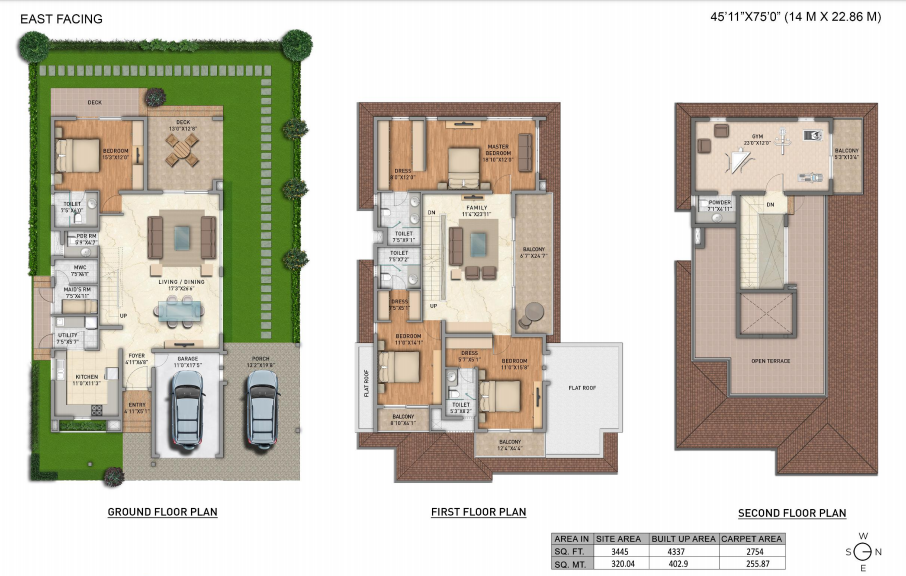 EAST FACING
45'11"X75'0" (14 M X 22.86 M)
DECK
DECK
13'0"X12'6"
BEDROOM
15'3"X12'0"
TOILET
7'5"X6'0"
PDR RM
5'9"X4'7"
MWC
7'5"X4'1"
MAID'S RM
7'5"X6'11"
UTILITY
7'5"X5'7"
LIVING / DINING
17'3"X26'6"
UP
FOYER
4'11"X6'8"
KITCHEN
11'0"X11'3"
ENTRY
4'11"X5'1"
GARAGE
11'0"X17'5"
PORCH
13'2"X19'8"
GROUND FLOOR PLAN
DRESS
8'0"X12'0"
MASTER
BEDROOM
18'10"X12'0"
DN
FAMILY
11'4"X23'11"
TOILET
7'5"X9'1"
TOILET
7'5"X7'2"
BALCONY
6'7"X24'7"
DRESS
7'5"X5'1"
UP
BEDROOM
11'0"X14'1"
DRESS
5'7"X5'1"
BEDROOM
11'0"X15'8"
FLAT ROOF
FLAT ROOF
TOILET
5'3"X8'2"
BALCONY
8'10"X4'1"
BALCONY
12'4"X4'4"
FIRST FLOOR PLAN
GYM
23'0"X12'0"
BALCONY
5'3"X13'4"
POWDER
7'1"X4'11"
DN
OPEN TERRACE
SECOND FLOOR PLAN
AREA IN SITE AREA BUILT UP AREA CARPET AREA
SQ. FT. 3445 4337 2754
SQ. MT. 320.04 402.9 255.87
W
S N
E